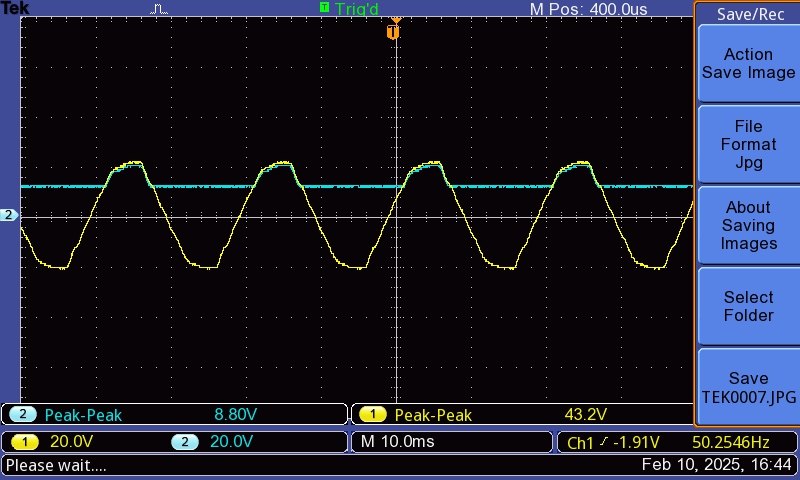 Tek T Trig'd M Pos: 400.0us Save/Rec
T
Action
Save Image
File
Format
Jpg
About
Saving
Images
Select
Folder
Save
TEK0007.JPG
2
2 Peak-Peak 8.80V 1 Peak-Peak 43.2V
1 20.0V 2 20.0V M 10.0ms Ch1 -1.91V 50.2546Hz
Please wait.... Feb 10, 2025, 16:44